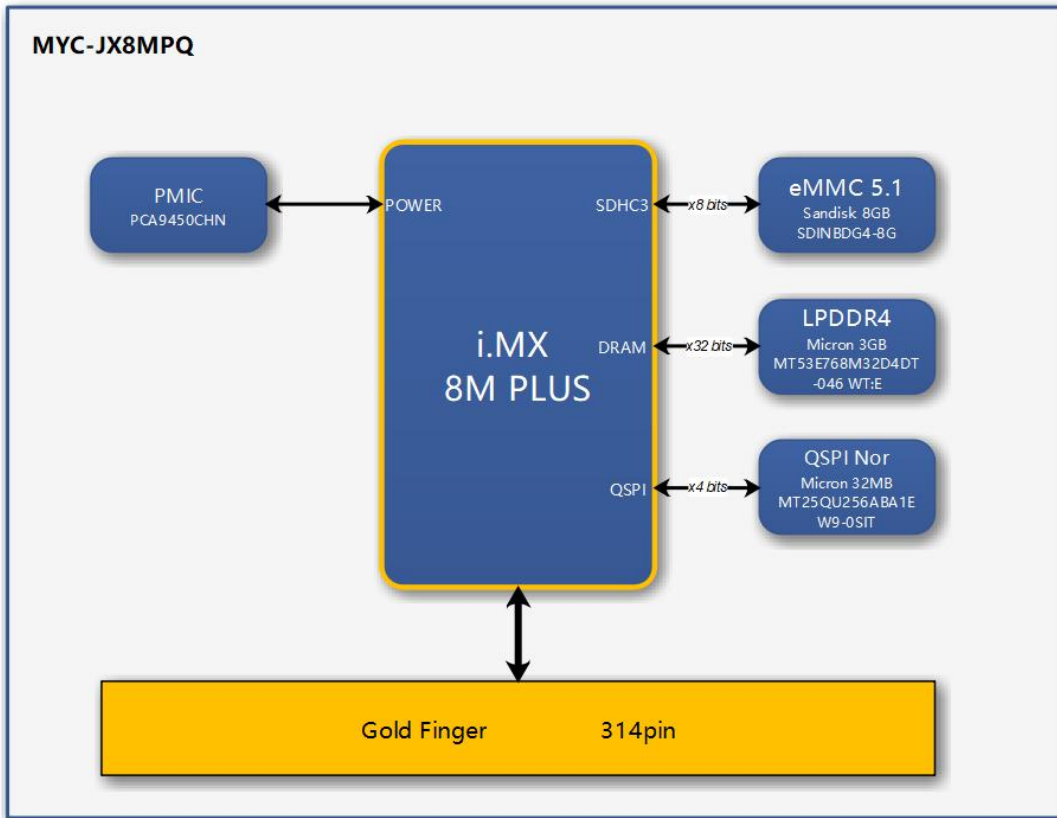 MYC-JX8MPQ
PMIC
PCA9450CHN
POWER
i.MX
8M PLUS
SDHC3
x8 bits
eMMC 5.1
Sandisk 8GB
SDINBDG4-8G
DRAM
x32 bits
LPDDR4
Micron 3GB
MT53E768M32D4DT
-046 WT:E
QSPI
x4 bits
QSPI Nor
Micron 32MB
MT25QU256ABA1E
W9-0SIT
Gold Finger 314pin